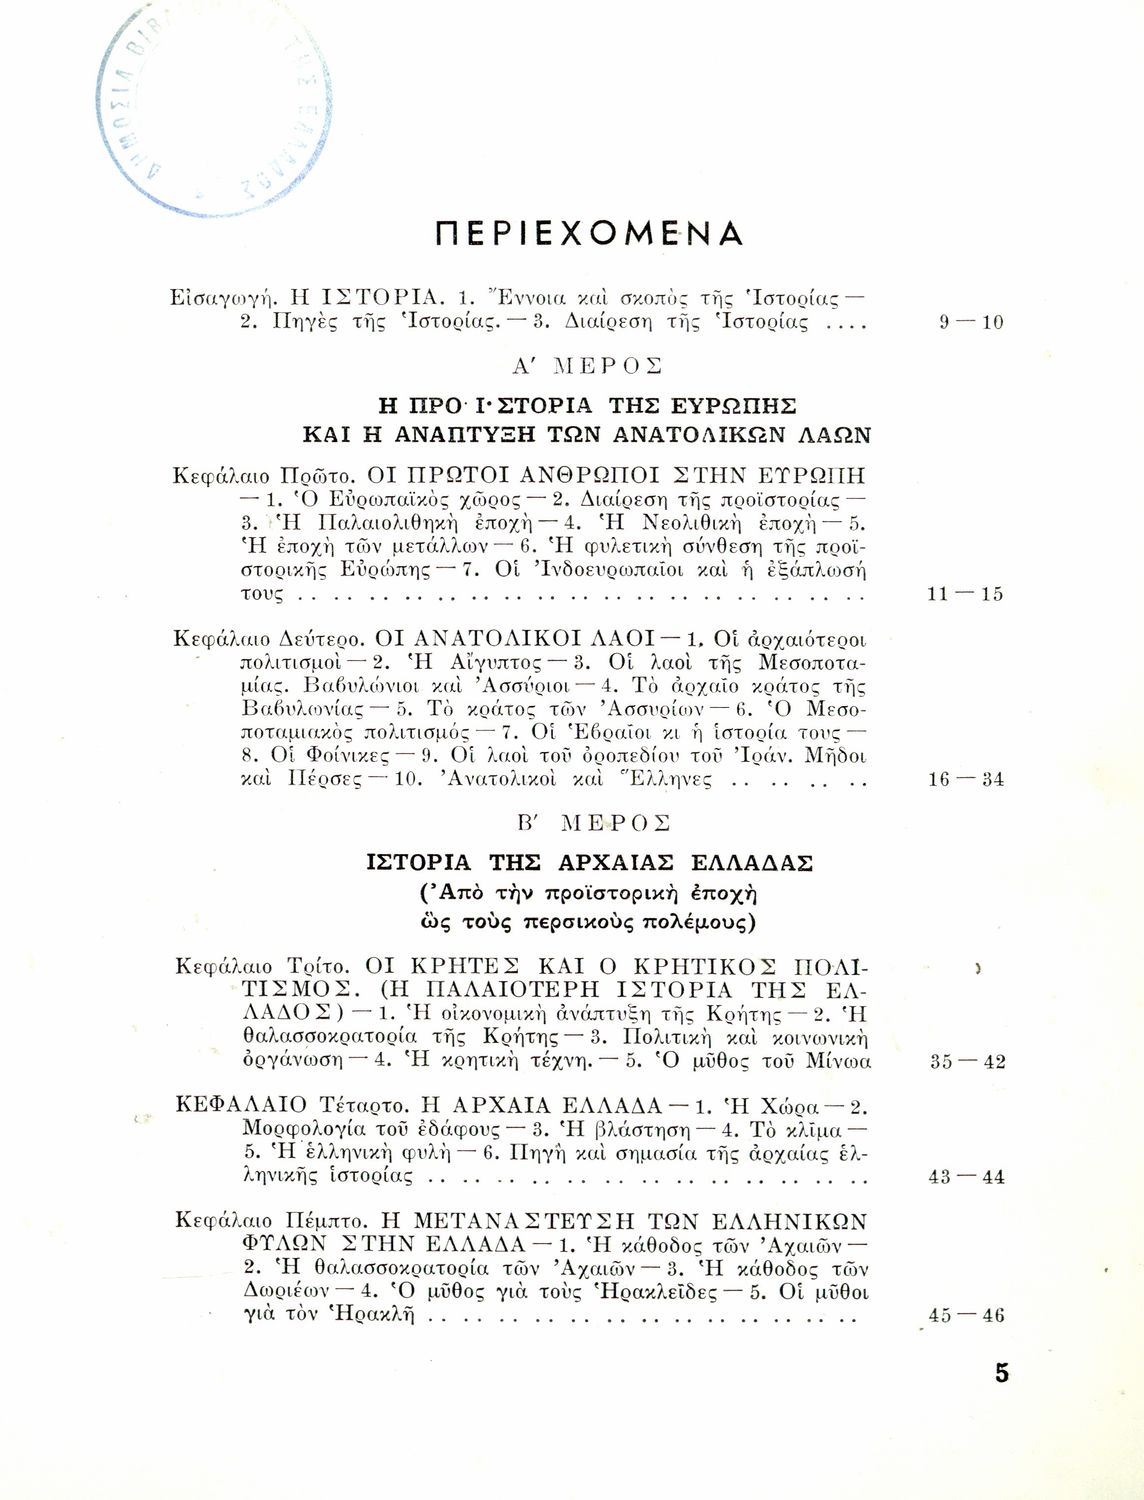 ΔΗΜΟΣΙΑ ΤΗΣ ΕΛΛΑΔΟΣ
ΠΕΡΙΕΧΟΜΕΝΑ
Εἰσαγωγή. Η ΙΣΤΟΡΙΑ. 1. Ἔννοια καὶ σκοπὸς τῆς Ἱστορίας —
2. Πηγὲς τῆς Ἱστορίας. — 3. Διαίρεση τῆς Ἱστορίας .... 9 — 10
Α' ΜΕΡΟΣ
Η ΠΡΟ· Ι· ΣΤΟΡΙΑ ΤΗΣ ΕΥΡΩΠΗΣ
ΚΑΙ Η ΑΝΑΠΤΥΞΗ ΤΩΝ ΑΝΑΤΟΛΙΚΩΝ ΛΑΩΝ
Κεφάλαιο Πρῶτο. ΟΙ ΠΡΩΤΟΙ ΑΝΘΡΩΠΟΙ ΣΤΗΝ ΕΥΡΩΠΗ
— 1. Ὁ Εὐρωπαϊκὸς χῶρος — 2. Διαίρεση τῆς προϊστορίας —
3. Ἡ Παλαιολιθηκὴ ἐποχὴ — 4. Ἡ Νεολιθικὴ ἐποχὴ — 5.
Ἡ ἐποχὴ τῶν μετάλλων — 6. Ἡ φυλετικὴ σύνθεση τῆς προϊ-
στορικῆς Εὐρώπης — 7. Οἱ Ἰνδοευρωπαῖοι καὶ ἡ ἐξάπλωσή
τους ........................ 11 — 15
Κεφάλαιο Δεύτερο. ΟΙ ΑΝΑΤΟΛΙΚΟΙ ΛΑΟΙ — 1. Οἱ ἀρχαιότεροι
πολιτισμοὶ — 2. Ἡ Αἴγυπτος — 3. Οἱ λαοὶ τῆς Μεσοποτα-
μίας. Βαβυλώνιοι καὶ Ἀσσύριοι — 4. Τὸ ἀρχαῖο κράτος τῆς
Βαβυλωνίας — 5. Τὸ κράτος τῶν Ἀσσυρίων — 6. Ὁ Μεσο-
ποταμιακὸς πολιτισμός — 7. Οἱ Ἑβραῖοι κι ἡ ἱστορία τους —
8. Οἱ Φοίνικες — 9. Οἱ λαοὶ τοῦ ὀροπεδίου τοῦ Ἰράν. Μῆδοι
καὶ Πέρσες — 10. Ἀνατολικοὶ καὶ Ἕλληνες ........ 16 — 34
Β' ΜΕΡΟΣ
ΙΣΤΟΡΙΑ ΤΗΣ ΑΡΧΑΙΑΣ ΕΛΛΑΔΑΣ
(Ἀπὸ τὴν προϊστορικὴ ἐποχὴ
ὣς τοὺς περσικοὺς πολέμους)
Κεφάλαιο Τρίτο. ΟΙ ΚΡΗΤΕΣ ΚΑΙ Ο ΚΡΗΤΙΚΟΣ ΠΟΛΙ-
ΤΙΣΜΟΣ. (Η ΠΑΛΑΙΟΤΕΡΗ ΙΣΤΟΡΙΑ ΤΗΣ ΕΛ-
ΛΑΔΟΣ) — 1. Ἡ οἰκονομικὴ ἀνάπτυξη τῆς Κρήτης — 2. Ἡ
θαλασσοκρατορία τῆς Κρήτης — 3. Πολιτικὴ καὶ κοινωνικὴ
ὀργάνωση — 4. Ἡ κρητικὴ τέχνη. — 5. Ὁ μῦθος τοῦ Μίνωα 35 — 42
ΚΕΦΑΛΑΙΟ Τέταρτο. Η ΑΡΧΑΙΑ ΕΛΛΑΔΑ — 1. Ἡ Χώρα — 2.
Μορφολογία τοῦ ἐδάφους — 3. Ἡ βλάστηση — 4. Τὸ κλῖμα —
5. Ἡ ἑλληνικὴ φυλὴ — 6. Πηγὴ καὶ σημασία τῆς ἀρχαίας ἑλ-
ληνικῆς ἱστορίας .................... 43 — 44
Κεφάλαιο Πέμπτο. Η ΜΕΤΑΝΑΣΤΕΥΣΗ ΤΩΝ ΕΛΛΗΝΙΚΩΝ
ΦΥΛΩΝ ΣΤΗΝ ΕΛΛΑΔΑ — 1. Ἡ κάθοδος τῶν Ἀχαιῶν —
2. Ἡ θαλασσοκρατορία τῶν Ἀχαιῶν — 3. Ἡ κάθοδος τῶν
Δωριέων — 4. Ὁ μῦθος γιὰ τοὺς Ἡρακλεῖδες — 5. Οἱ μῦθοι
γιὰ τὸν Ἡρακλῆ .................... 45 — 46
5